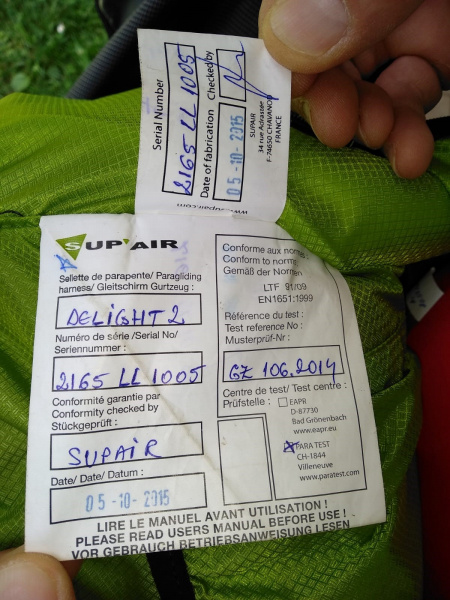 Serial Number
2165 LL 1005
Date of fabrication Checked by
05-10-2015
SUPAIR
34 rue Adrastée
F-74650 CHAVANOD
FRANCE
www.supair.com
SUP'AIR
Sellette de parapente/ Paragliding
harness/ Gleitschirm Gurtzeug :
DELIGHT 2
Numéro de série /Serial No/
Seriennummer :
2165 LL 1005
Conformité garantie par
Conformity checked by
Stückgeprüft :
SUPAIR
Date/ Date/ Datum :
05-10-2015
Conforme aux normes :
Conform to norms
Gemäß der Normen
LTF 91/09
EN1651:1999
Référence du test :
Test reference No :
Musterprüf-Nr :
GZ 106.2014
Centre de test/ Test centre :
Prüfstelle : EAPR
D-87730
Bad Grönenbach
www.eapr.eu
PARA TEST
CH-1844
Villeneuve
www.paratest.com
LIRE LE MANUEL AVANT UTILISATION !
PLEASE READ USERS MANUAL BEFORE USE !
VOR GEBRAUCH BETRIEBSANWEISUNG LESEN